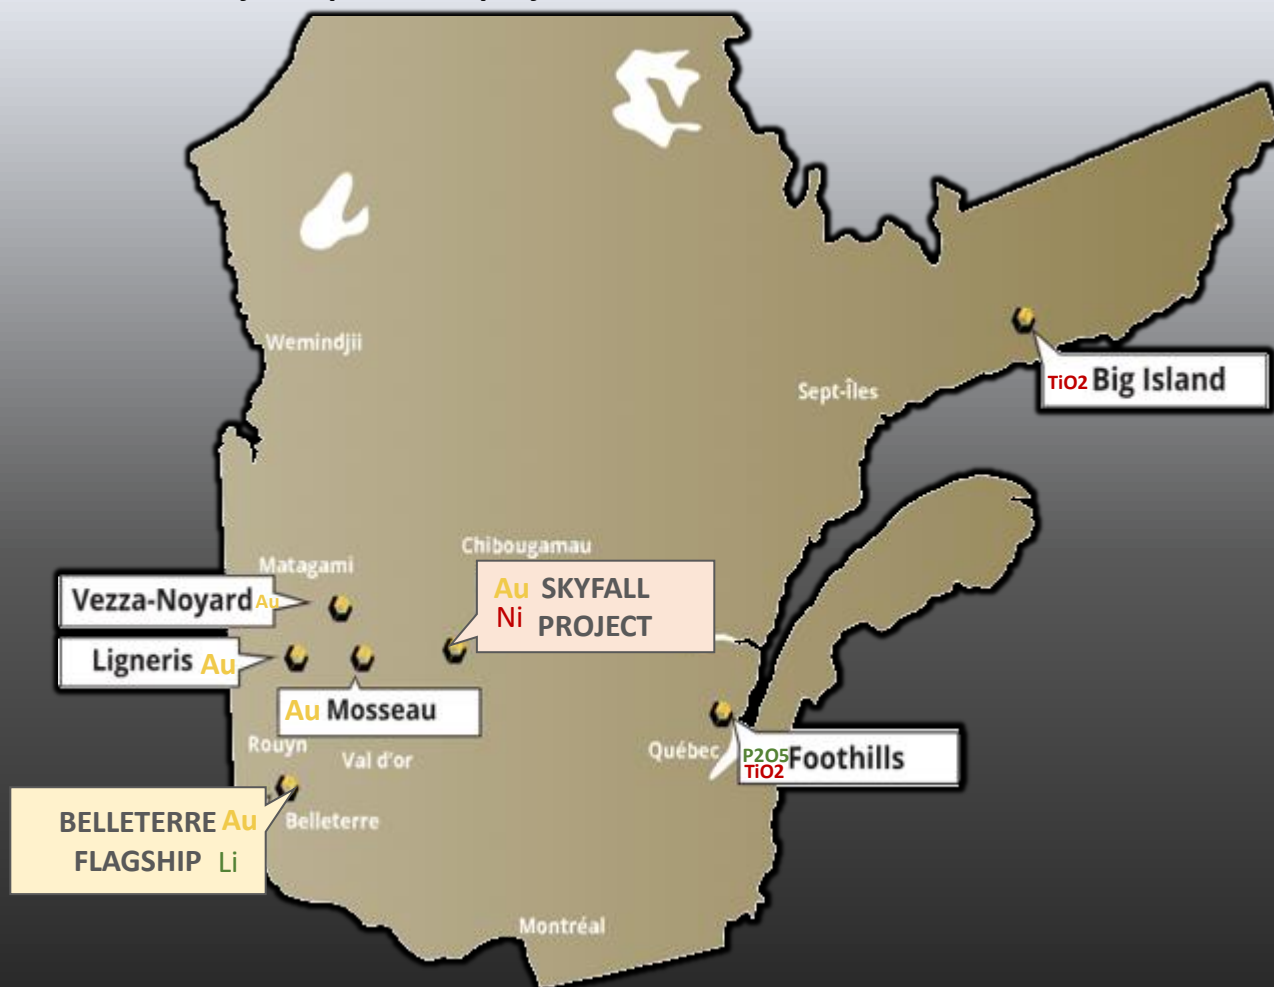 Wemindjii
Sept-Îles
TiO2 Big Island
Chibougamau
Matagami
Vezza-Noyard Au
Au SKYFALL
Ni PROJECT
Ligneris Au
Au Mosseau
Rouyn
Val d'or
Québec
P2O5 Foothills
TiO2
BELLETERRE Au
FLAGSHIP Li
Belleterre
Montréal